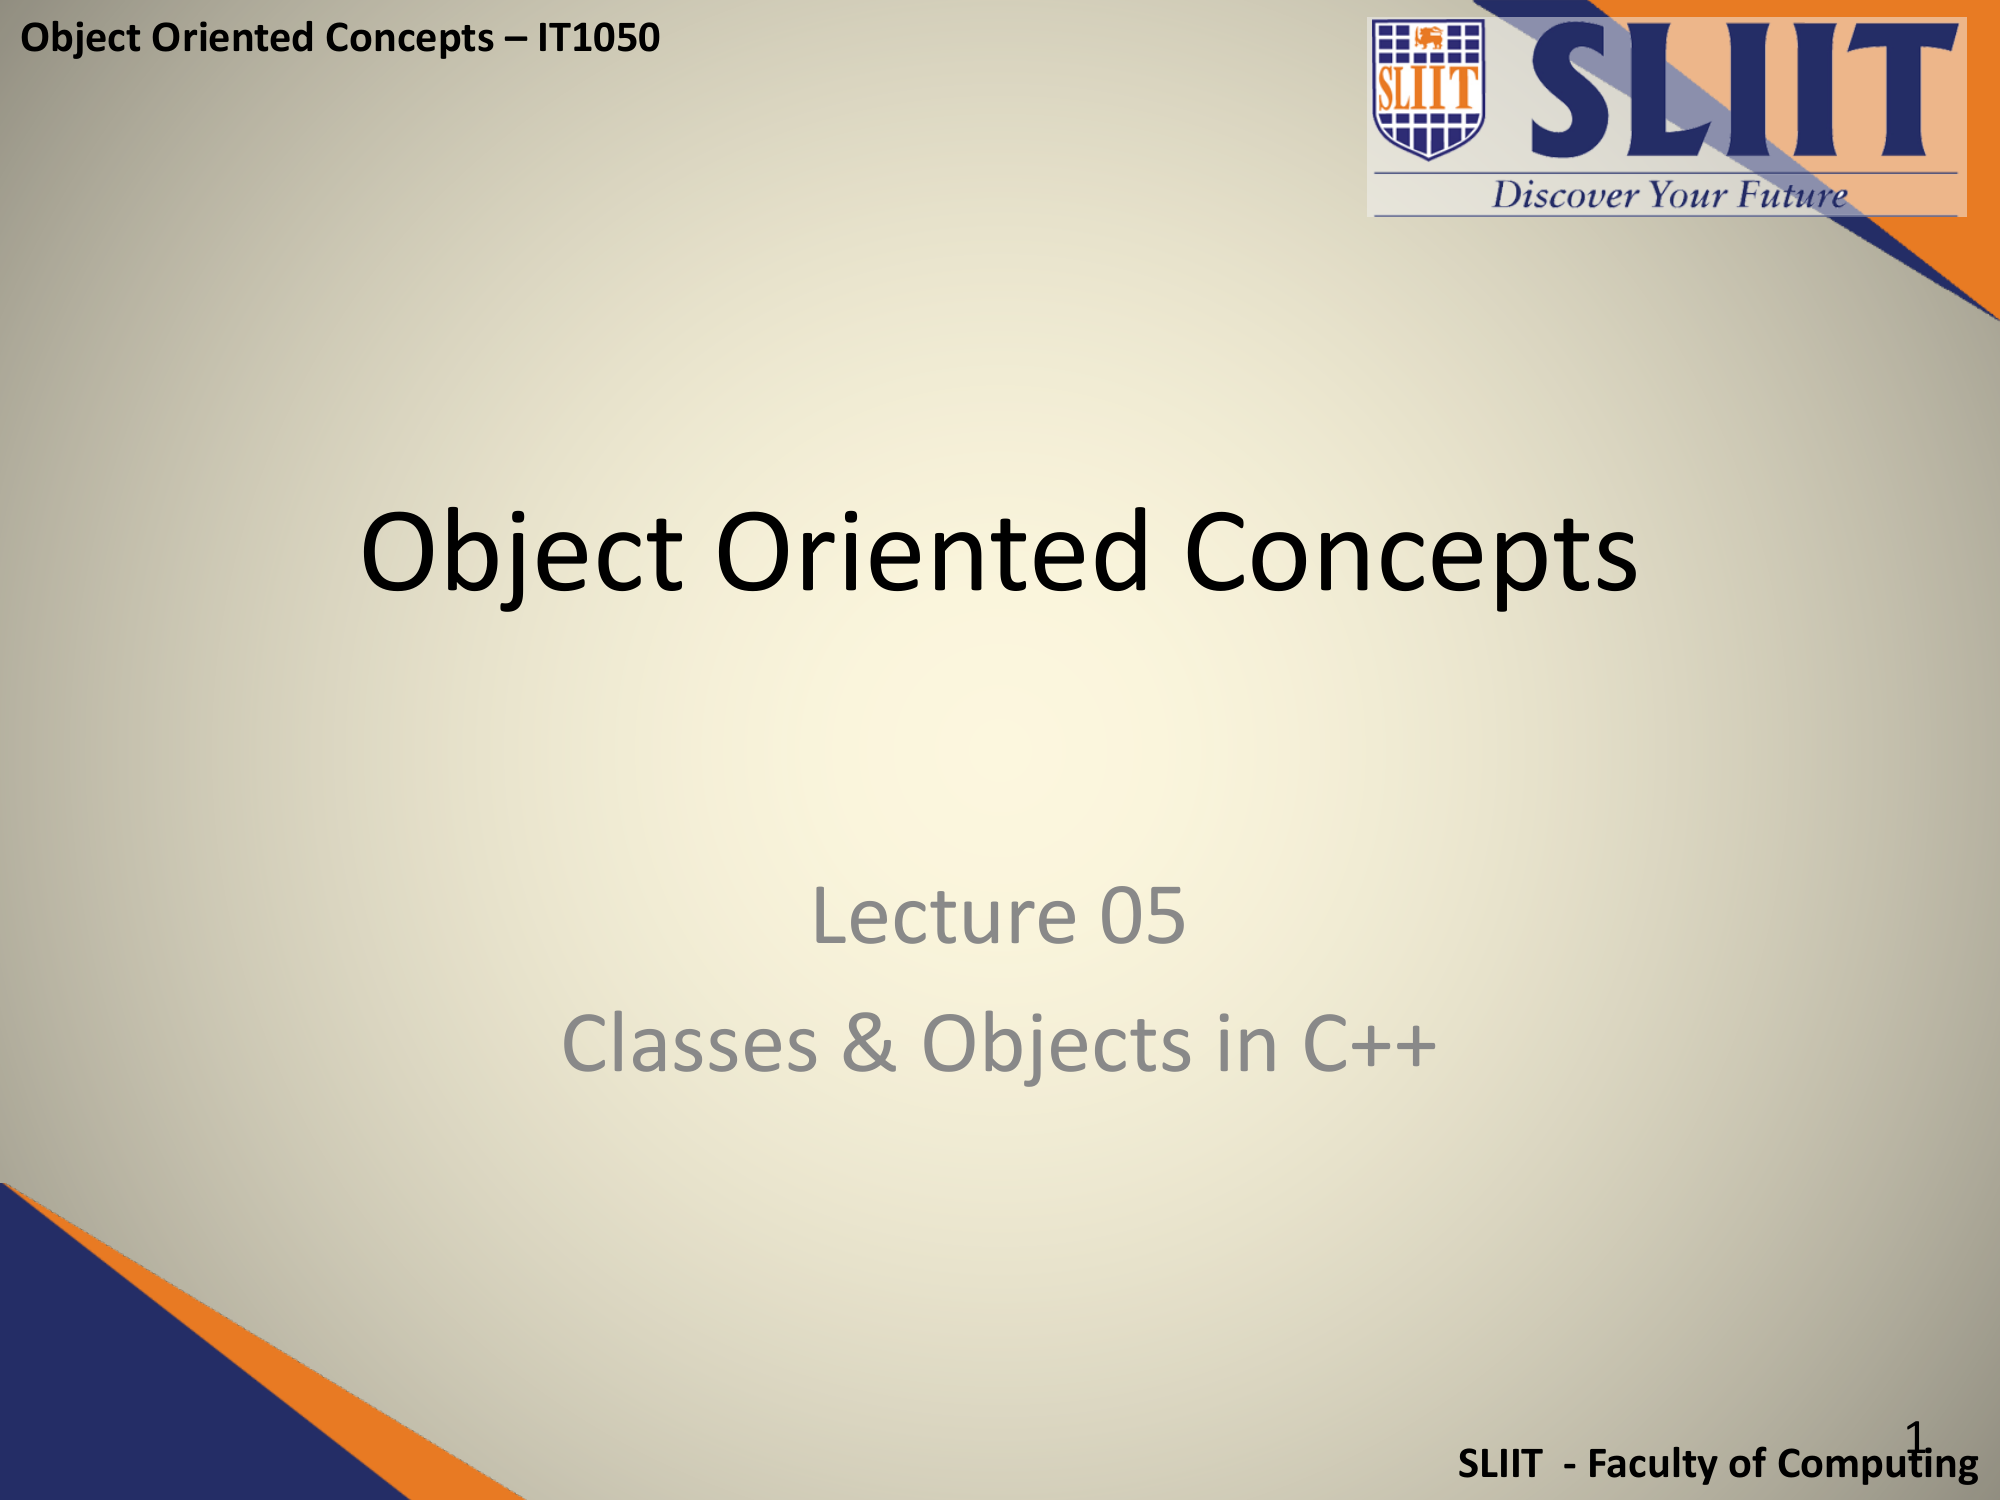 Object Oriented Concepts – IT1050
SLIIT
SLIIT
Discover Your Future
Object Oriented Concepts
Lecture 05
Classes & Objects in C++
1
SLIIT - Faculty of Computing